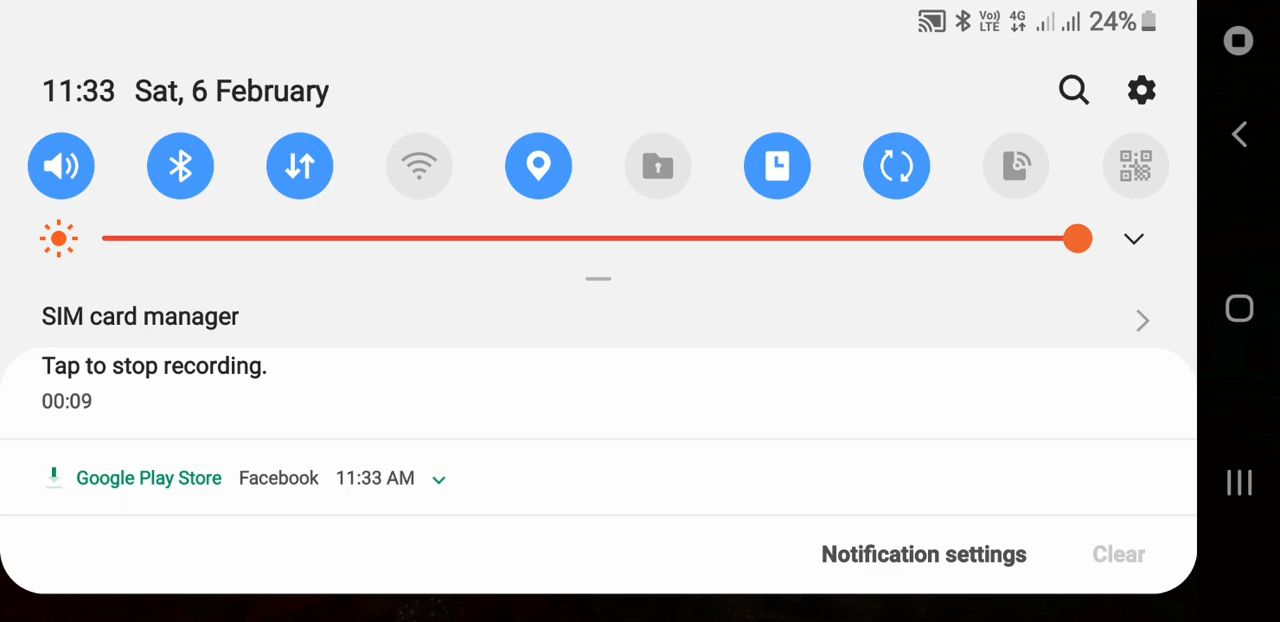 Vo)) LTE 4G 24%
11:33 Sat, 6 February
SIM card manager
Tap to stop recording.
00:09
Google Play Store Facebook 11:33 AM
Notification settings Clear